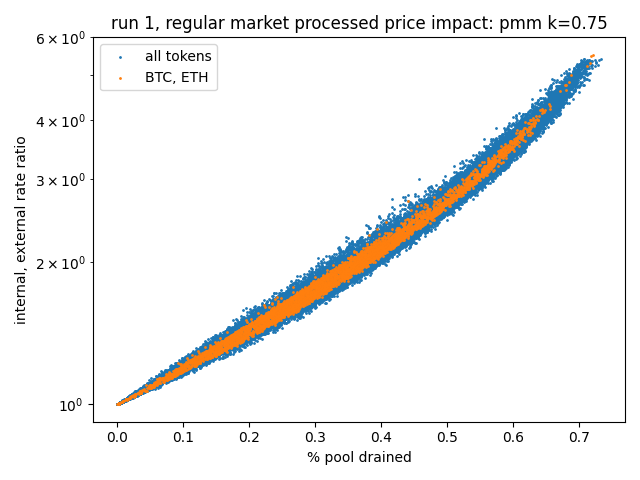 run 1, regular market processed price impact: pmm k=0.75
all tokens
BTC, ETH
internal, external rate ratio
6 × 10⁰
4 × 10⁰
3 × 10⁰
2 × 10⁰
10⁰
0.0 0.1 0.2 0.3 0.4 0.5 0.6 0.7
% pool drained